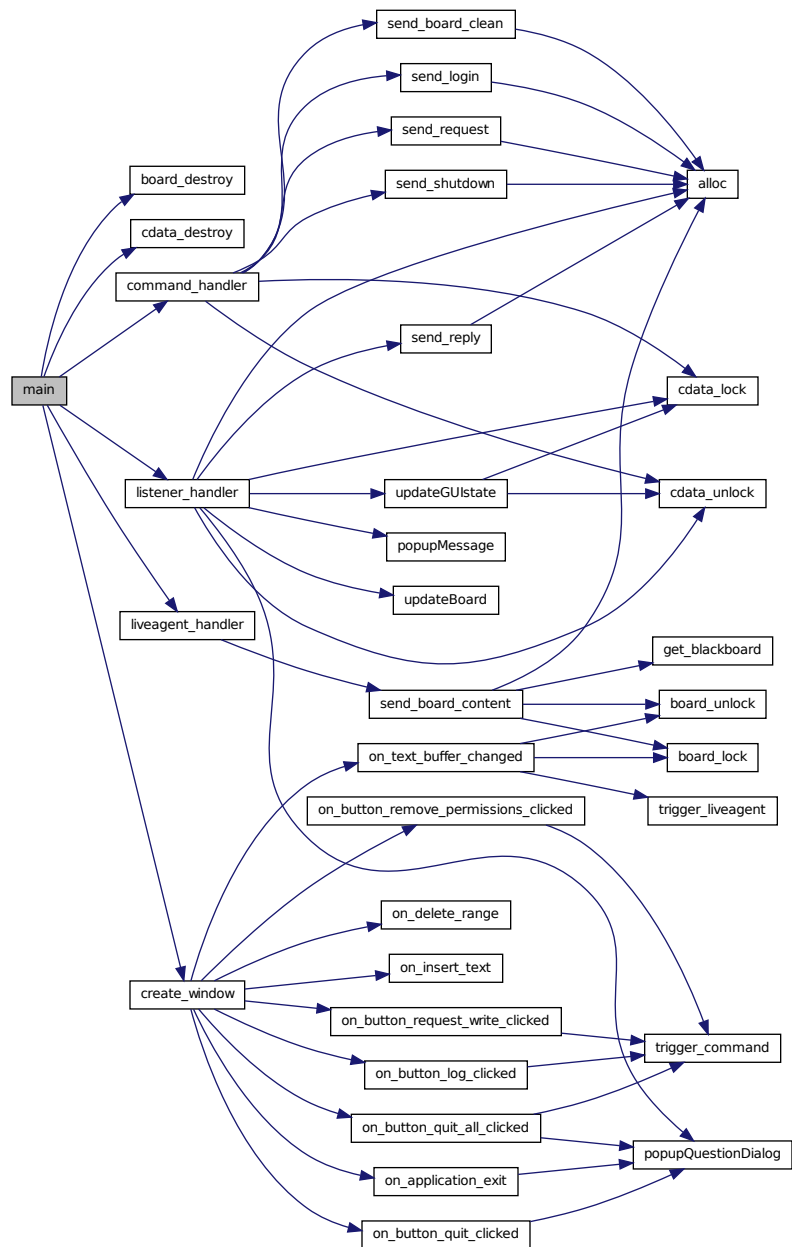 send_board_clean
send_login
send_request
board_destroy
send_shutdown
alloc
cdata_destroy
command_handler
send_reply
main
cdata_lock
listener_handler
updateGUIstate
cdata_unlock
popupMessage
updateBoard
liveagent_handler
get_blackboard
send_board_content
board_unlock
on_text_buffer_changed
board_lock
on_button_remove_permissions_clicked
trigger_liveagent
on_delete_range
on_insert_text
create_window
on_button_request_write_clicked
trigger_command
on_button_log_clicked
on_button_quit_all_clicked
popupQuestionDialog
on_application_exit
on_button_quit_clicked